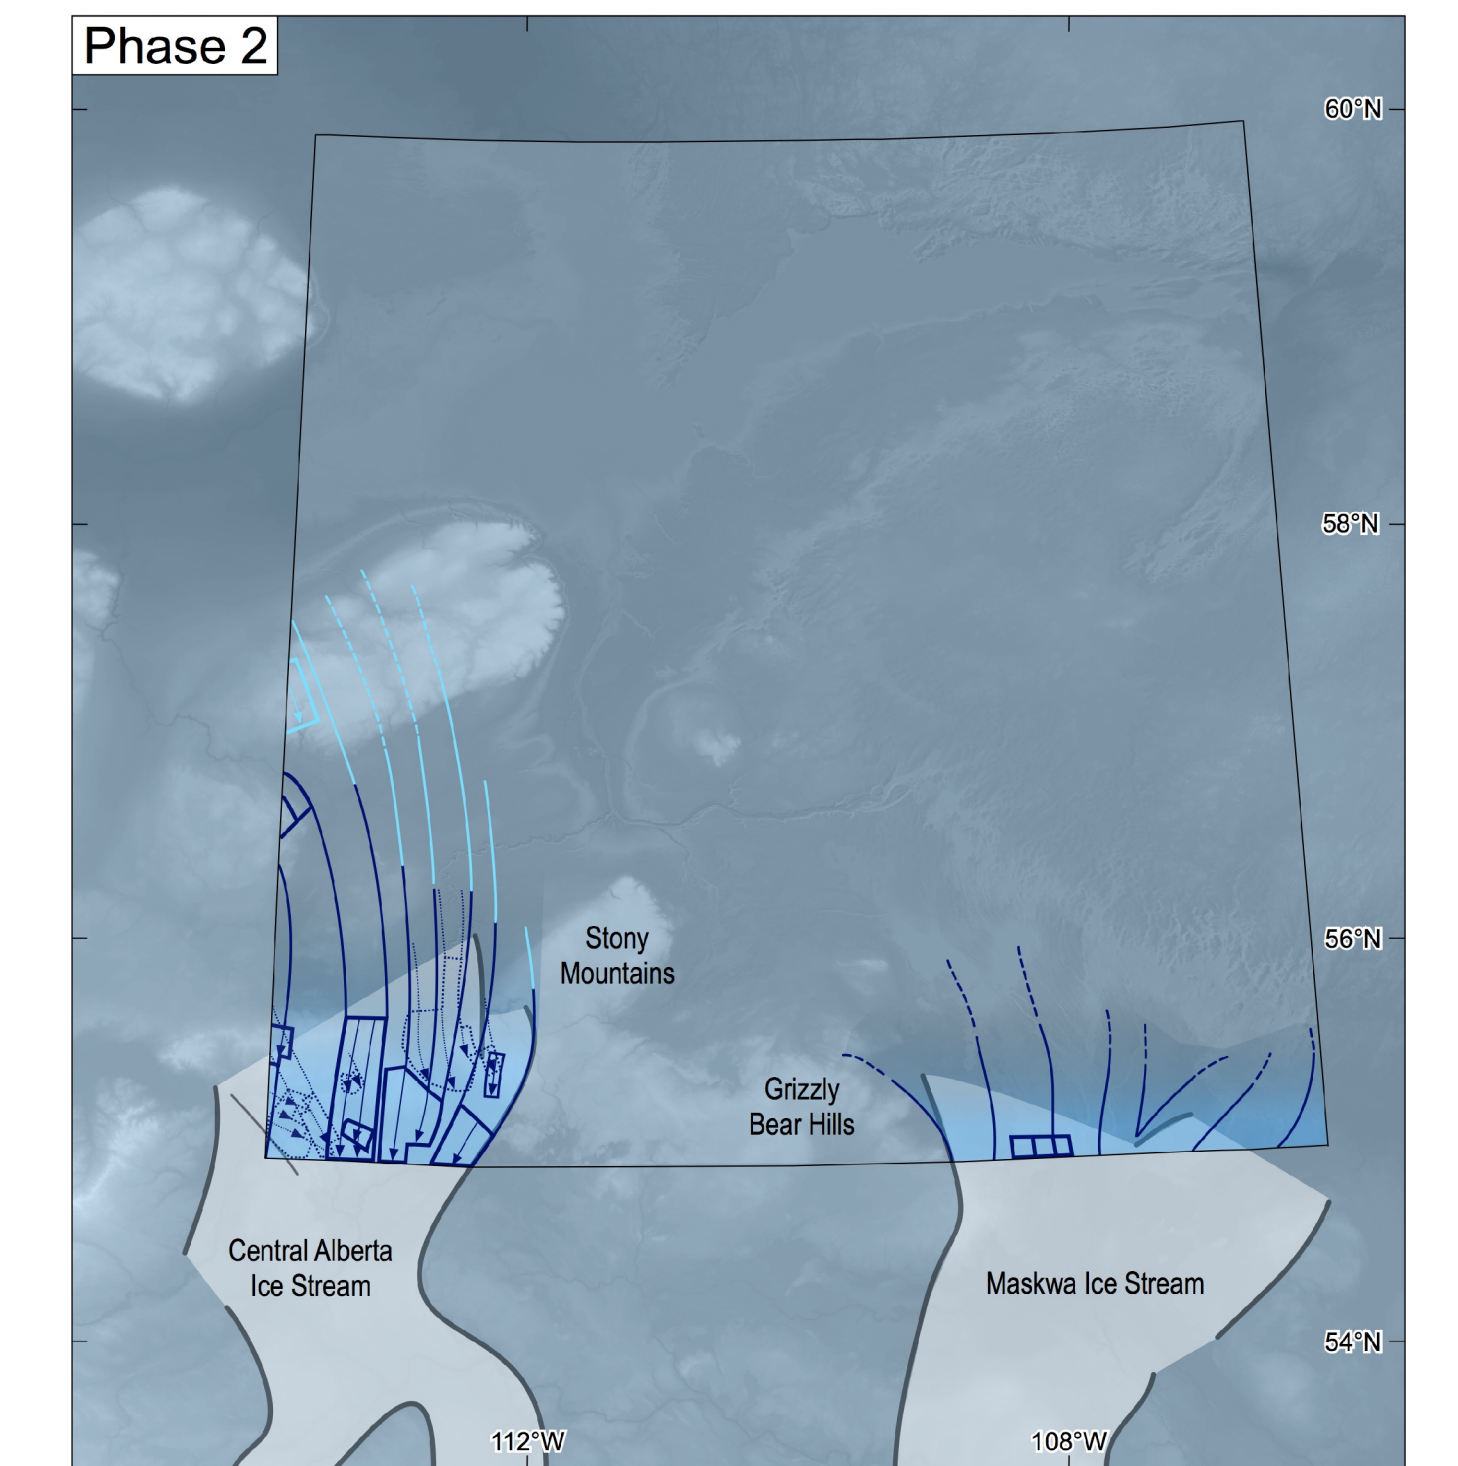 Phase 2
60°N
58°N
56°N
Stony
Mountains
Grizzly
Bear Hills
Central Alberta
Ice Stream
Maskwa Ice Stream
54°N
112°W
108°W